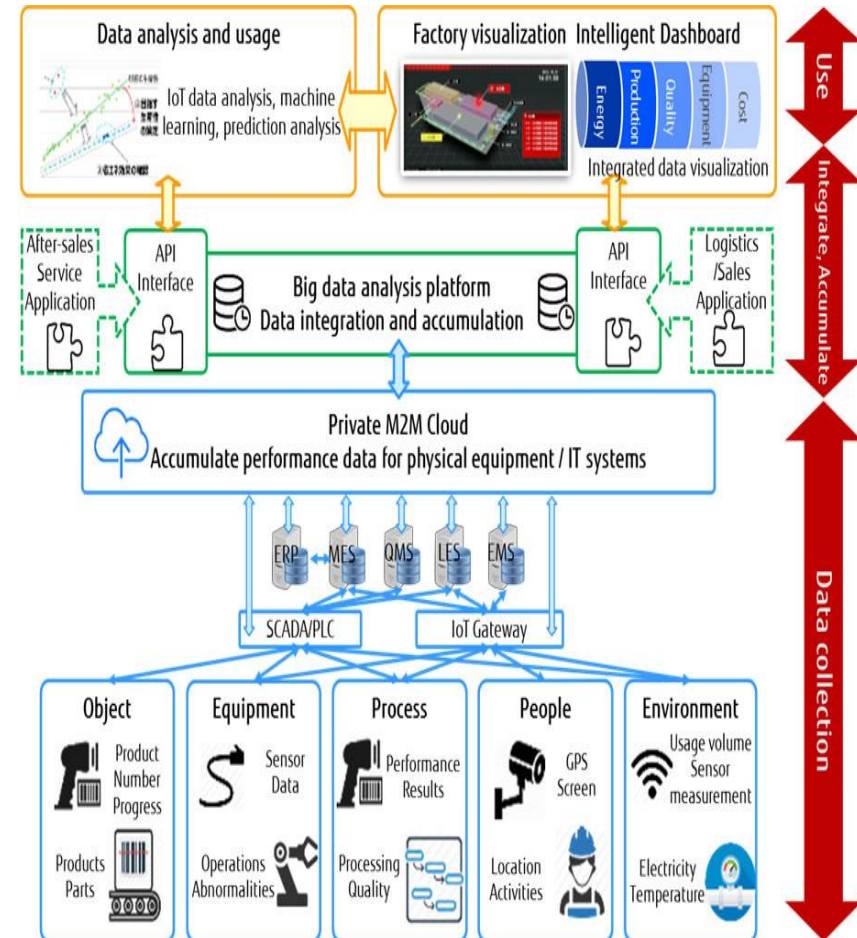 Data analysis and usage
IoT data analysis, machine
learning, prediction analysis
Factory visualization
Intelligent Dashboard
Energy
Production
Quality
Equipment
Cost
Integrated data visualization
Use
After-sales
Service
Application
API
Interface
Big data analysis platform
Data integration and accumulation
API
Interface
Logistics
/Sales
Application
Integrate, Accumulate
Private M2M Cloud
Accumulate performance data for physical equipment / IT systems
ERP
MES
QMS
LES
EMS
SCADA/PLC
IoT Gateway
Data collection
Object
Product
Number
Progress
Products
Parts
Equipment
Sensor
Data
Operations
Abnormalities
Process
Performance
Results
Processing
Quality
People
GPS
Screen
Location
Activities
Environment
Usage volume
Sensor
measurement
Electricity
Temperature